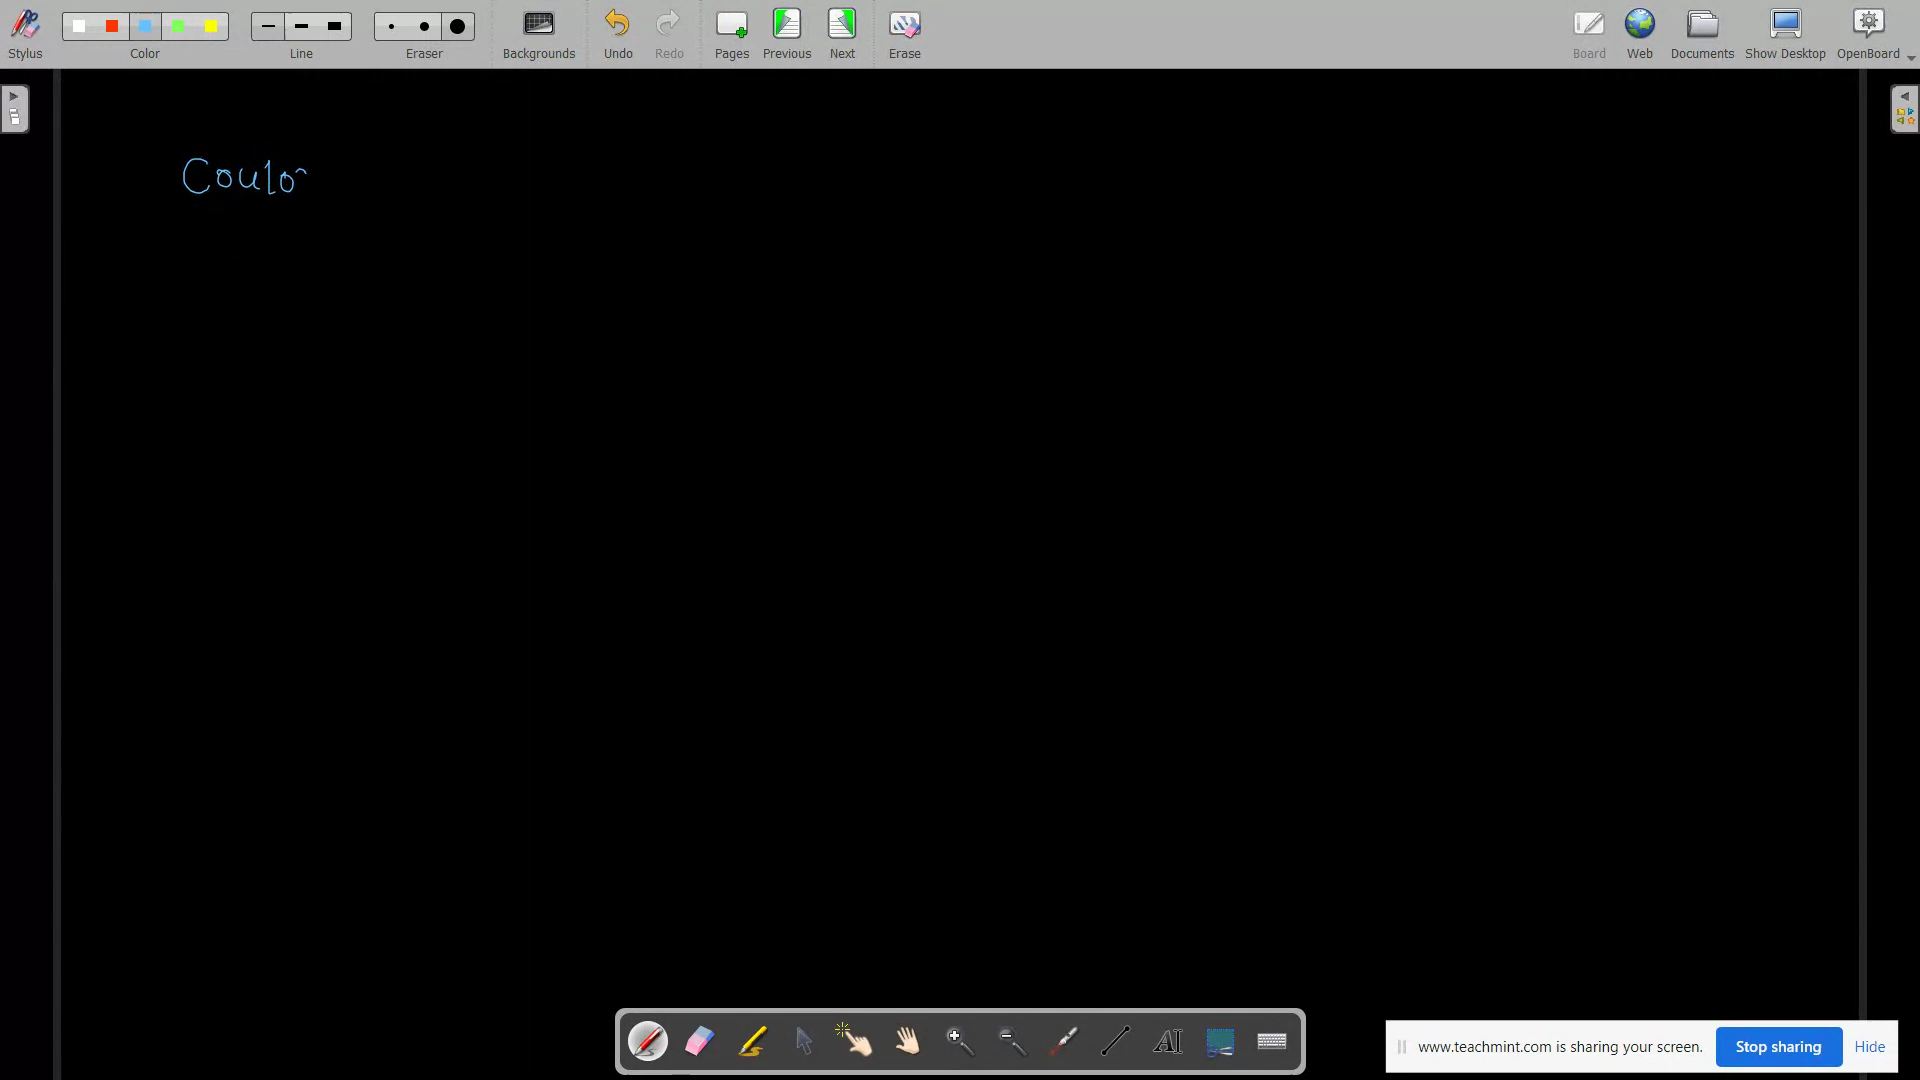 Stylus Color Line Eraser Backgrounds Undo Redo Pages Previous Next Erase Board Web Documents Show Desktop OpenBoard
Coulo
www.teachmint.com is sharing your screen. Stop sharing Hide